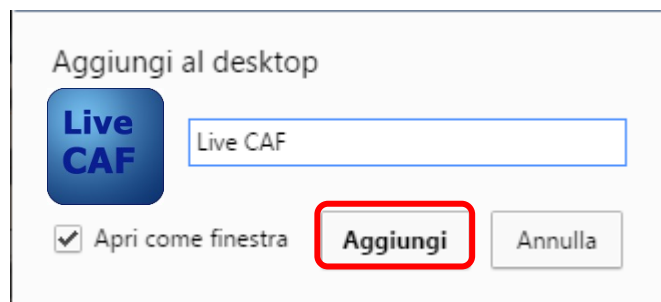 Aggiungi al desktop
Live
CAF
Live CAF
Apri come finestra
Aggiungi
Annulla